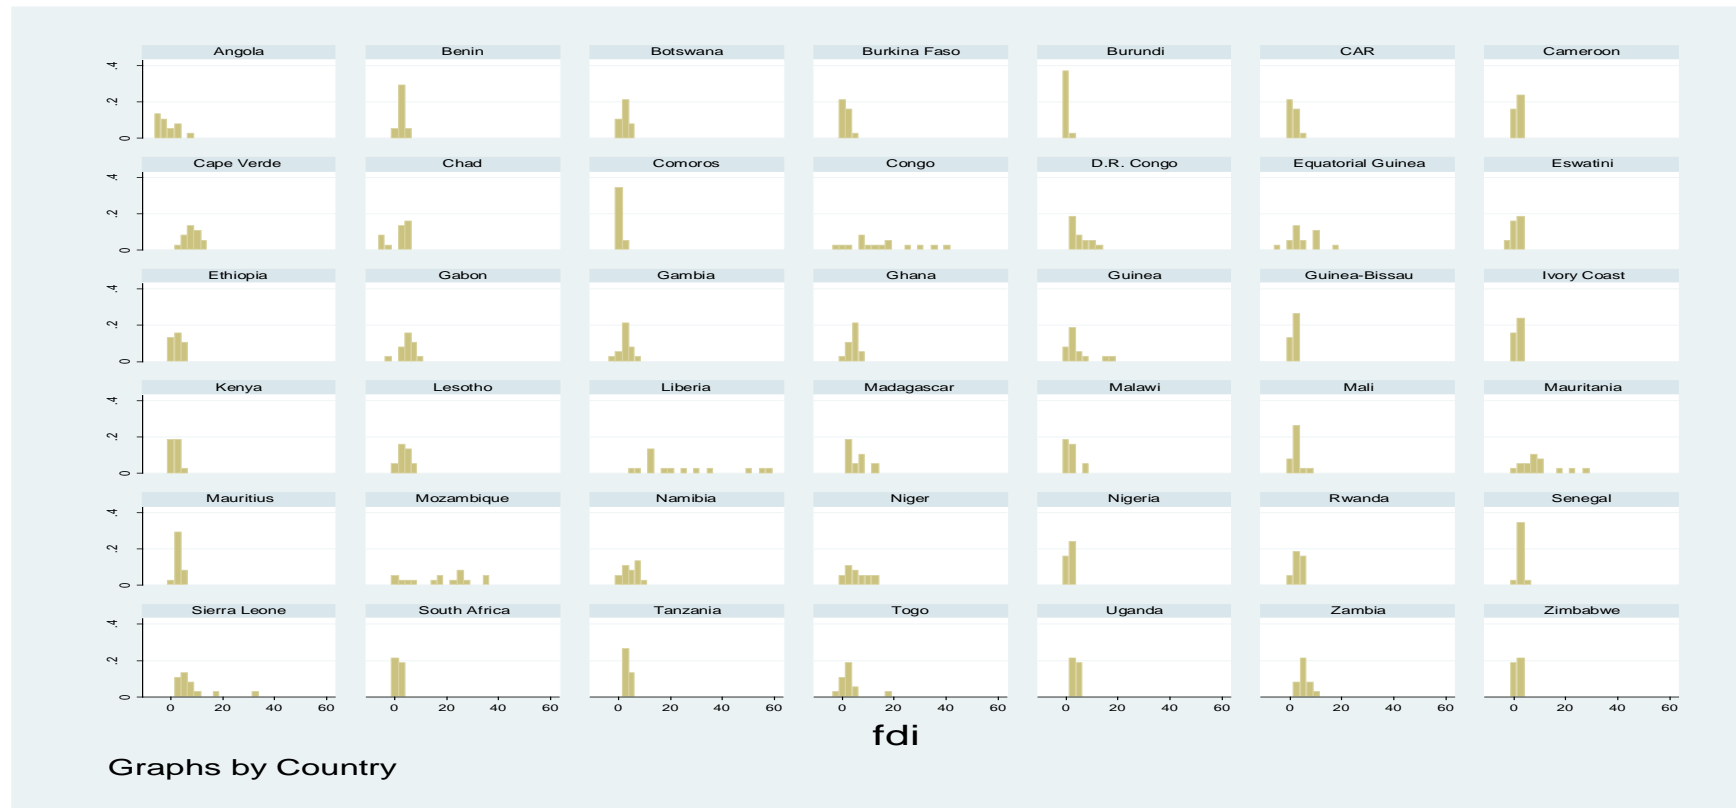 Angola Benin Botswana Burkina Faso Burundi CAR Cameroon
0 .2 .4
Cape Verde Chad Comoros Congo D.R. Congo Equatorial Guinea Eswatini
0 .2 .4
Ethiopia Gabon Gambia Ghana Guinea Guinea-Bissau Ivory Coast
0 .2 .4
Kenya Lesotho Liberia Madagascar Malawi Mali Mauritania
0 .2 .4
Mauritius Mozambique Namibia Niger Nigeria Rwanda Senegal
0 .2 .4
Sierra Leone South Africa Tanzania Togo Uganda Zambia Zimbabwe
0 .2 .4
0 20 40 60 0 20 40 60 0 20 40 60 0 20 40 60 0 20 40 60 0 20 40 60 0 20 40 60
fdi
Graphs by Country